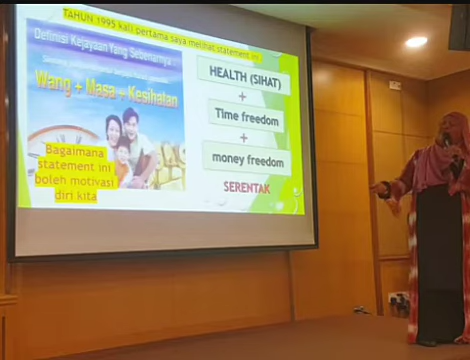 TAHUN 1995 kali pertama saya melihat statement ini
Definisi Kejayaan Yang Sebenarnya :
Wang + Masa + Kesihatan
Bagaimana
statement ini
boleh motivasi
diri kita
HEALTH (SIHAT)
+
Time freedom
+
money freedom
SERENTAK